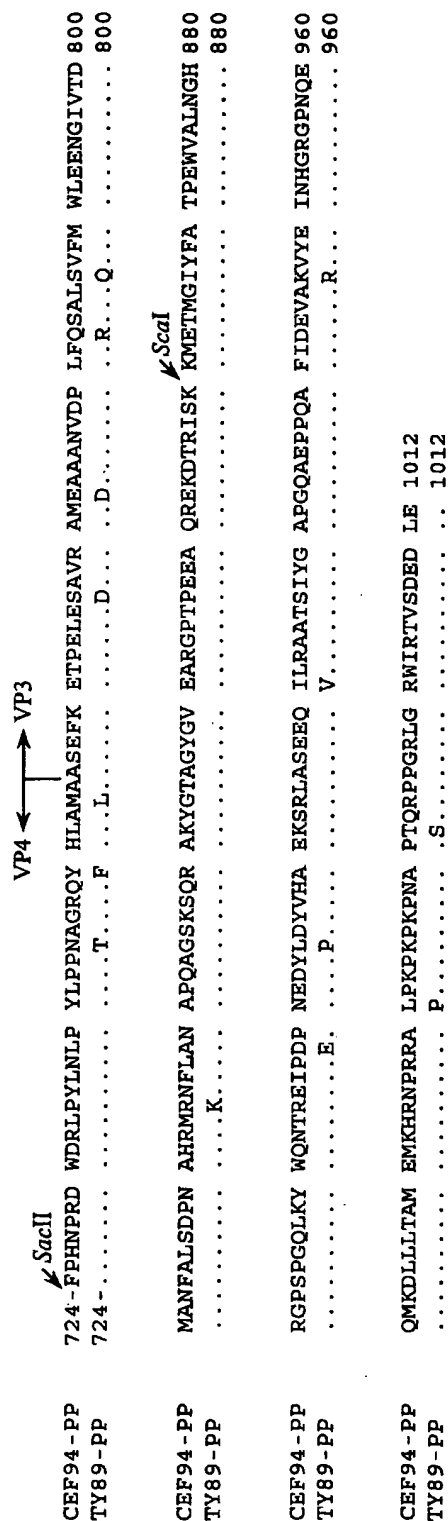 VP4 VP3
SacII
CEF94-PP 724-FPHNPRD WDRLPYLNLP YLPPNAGRQY HLAMAASEFK ETPELESAVR AMEAAANVDP LFQSALSVFM WLEENGIVTD 800
TY89-PP 724-....... .......... ....T....F ...L...... ......D... ..D....... ..R...Q... .......... 800
ScaI
CEF94-PP MANFALSDPN AHRMRNFLAN APQAGSKSQR AKYGTAGYGV EARGPTPEEA QREKDTRISK KMETMGIYFA TPEWVALNGH 880
TY89-PP .......... ....K..... .......... .......... .......... .......... .......... .......... 880
CEF94-PP RGPSPGQLKY WQNTREIPDP NEDYLDYVHA EKSRLASEEQ ILRAATSIYG APGQAEPPQA FIDEVAKVYE INHGRGPNQE 960
TY89-PP .......... ........E. ....P..... .......... V......... .......... ......R... .......... 960
CEF94-PP QMKDLLLTAM EMKHRNPRRA LPKPKPKPNA PTQRPPGRLG RWIRTVSDED LE 1012
TY89-PP .......... .......... P......... .S........ .......... .. 1012